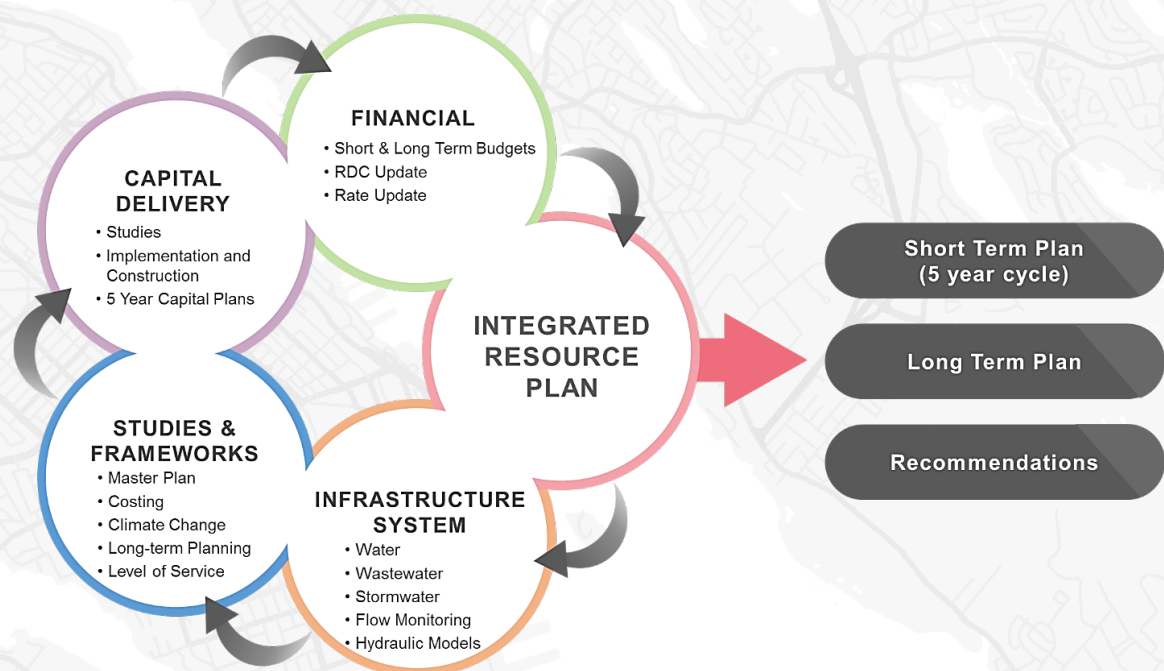 FINANCIAL
• Short & Long Term Budgets
• RDC Update
• Rate Update
CAPITAL
DELIVERY
• Studies
• Implementation and
Construction
• 5 Year Capital Plans
INTEGRATED
RESOURCE
PLAN
STUDIES &
FRAMEWORKS
• Master Plan
• Costing
• Climate Change
• Long-term Planning
• Level of Service
INFRASTRUCTURE
SYSTEM
• Water
• Wastewater
• Stormwater
• Flow Monitoring
• Hydraulic Models
Short Term Plan
(5 year cycle)
Long Term Plan
Recommendations